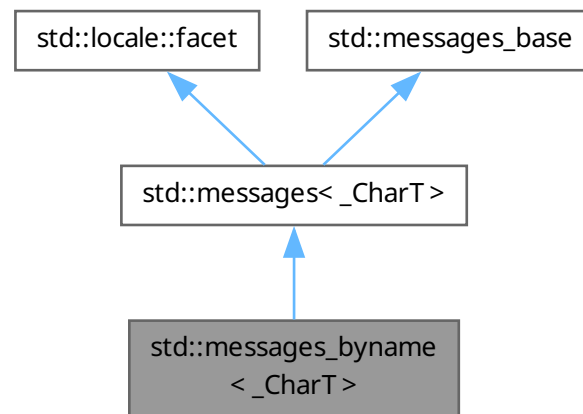 std::locale::facet
std::messages_base
std::messages< _CharT >
std::messages_byname
< _CharT >